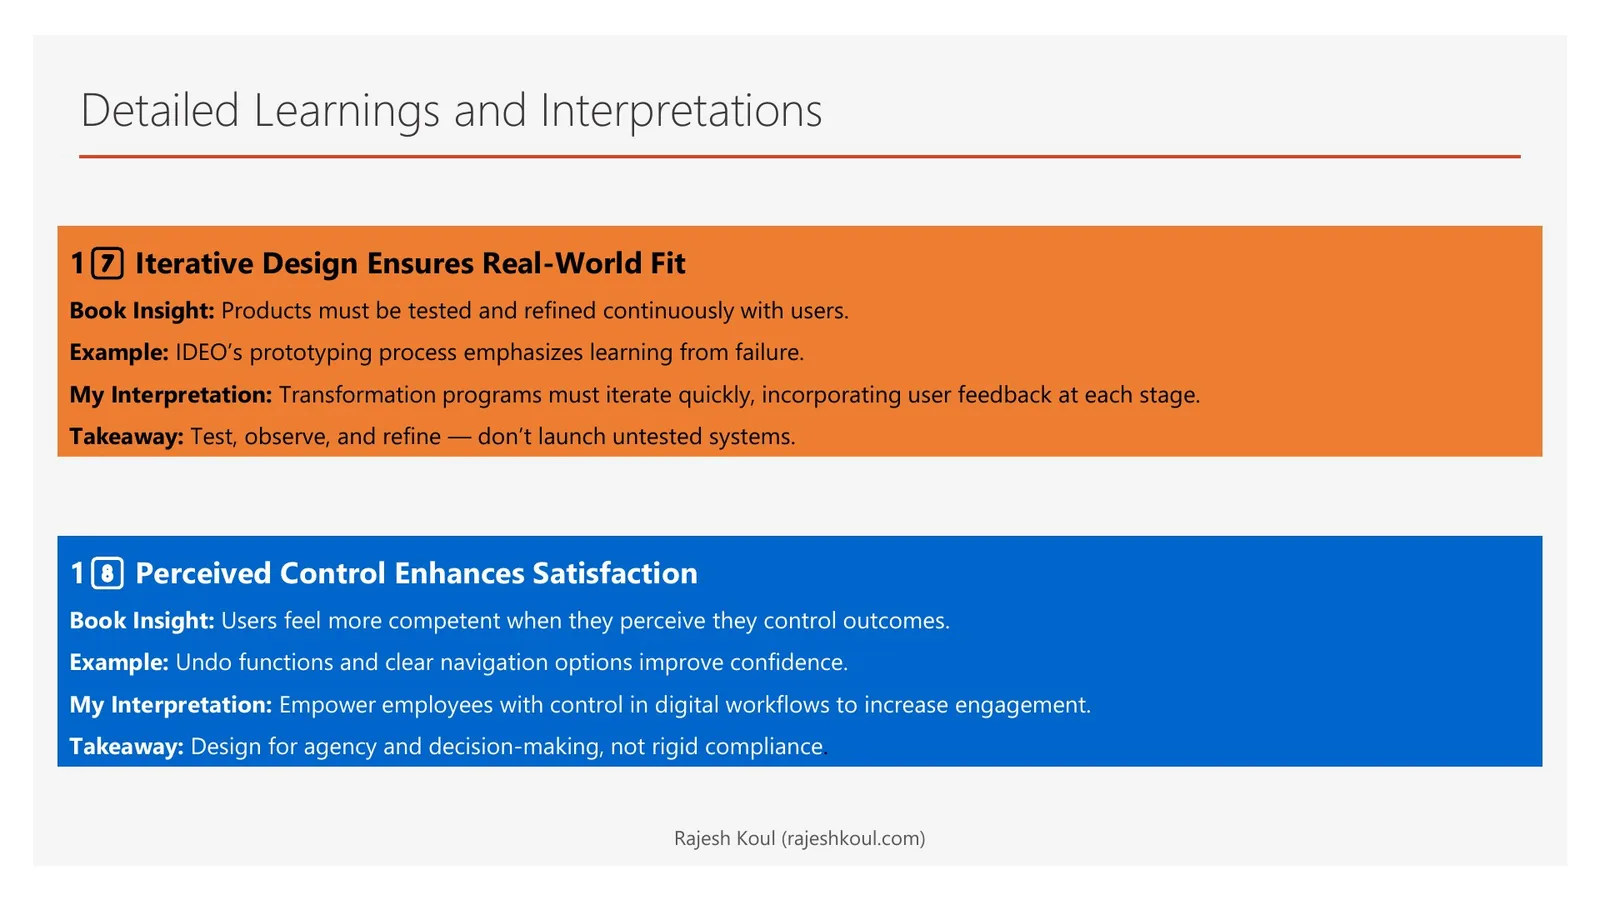 Detailed Learnings and Interpretations
17️⃣ Iterative Design Ensures Real-World Fit
Book Insight: Products must be tested and refined continuously with users.
Example: IDEO’s prototyping process emphasizes learning from failure.
My Interpretation: Transformation programs must iterate quickly, incorporating user feedback at each stage.
Takeaway: Test, observe, and refine — don’t launch untested systems.
18️⃣ Perceived Control Enhances Satisfaction
Book Insight: Users feel more competent when they perceive they control outcomes.
Example: Undo functions and clear navigation options improve confidence.
My Interpretation: Empower employees with control in digital workflows to increase engagement.
Takeaway: Design for agency and decision-making, not rigid compliance.
Rajesh Koul (rajeshkoul.com)